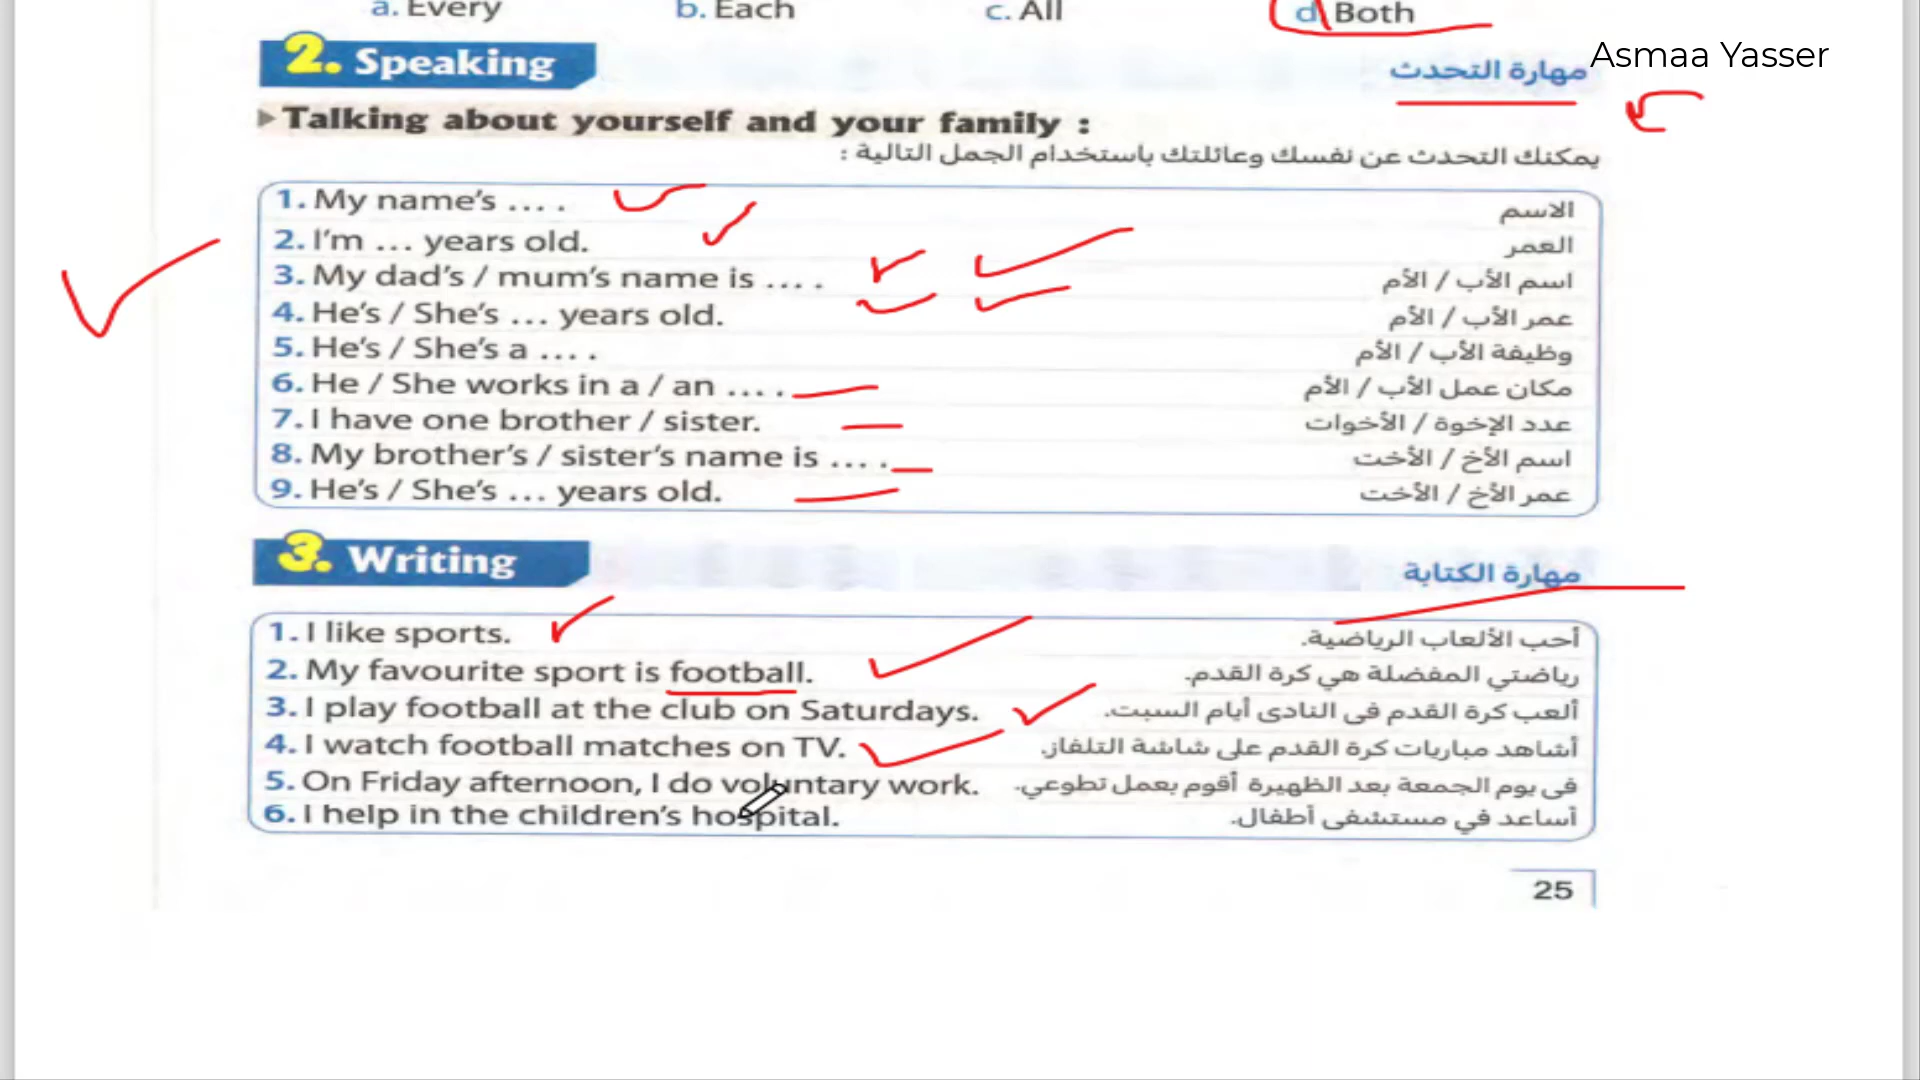 a. Every b. Each c. All d. Both
2. Speaking مهارة التحدث
Asmaa Yasser
Talking about yourself and your family :
يمكنك التحدث عن نفسك وعائلتك باستخدام الجمل التالية :
1. My name's .... الاسم
2. I'm ... years old. العمر
3. My dad's / mum's name is .... اسم الأب / الأم
4. He's / She's ... years old. عمر الأب / الأم
5. He's / She's a .... وظيفة الأب / الأم
6. He / She works in a / an .... مكان عمل الأب / الأم
7. I have one brother / sister. عدد الإخوة / الأخوات
8. My brother's / sister's name is .... اسم الأخ / الأخت
9. He's / She's ... years old. عمر الأخ / الأخت
3. Writing مهارة الكتابة
1. I like sports. أحب الألعاب الرياضية.
2. My favourite sport is football. رياضتي المفضلة هي كرة القدم.
3. I play football at the club on Saturdays. ألعب كرة القدم فى النادى أيام السبت.
4. I watch football matches on TV. أشاهد مباريات كرة القدم على شاشة التلفاز.
5. On Friday afternoon, I do voluntary work. فى يوم الجمعة بعد الظهيرة أقوم بعمل تطوعي.
6. I help in the children's hospital. أساعد في مستشفى أطفال.
25